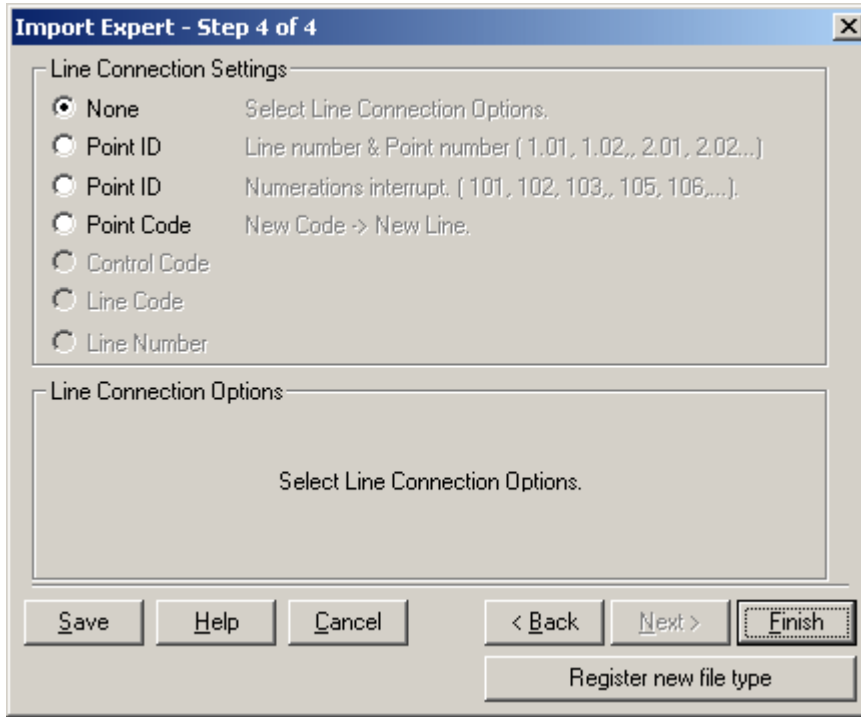 Import Expert - Step 4 of 4
Line Connection Settings
None Select Line Connection Options.
Point ID Line number & Point number ( 1.01, 1.02,, 2.01, 2.02...)
Point ID Numerations interrupt. ( 101, 102, 103,, 105, 106,...).
Point Code New Code -> New Line.
Control Code
Line Code
Line Number
Line Connection Options
Select Line Connection Options.
Save Help Cancel < Back Next > Finish
Register new file type